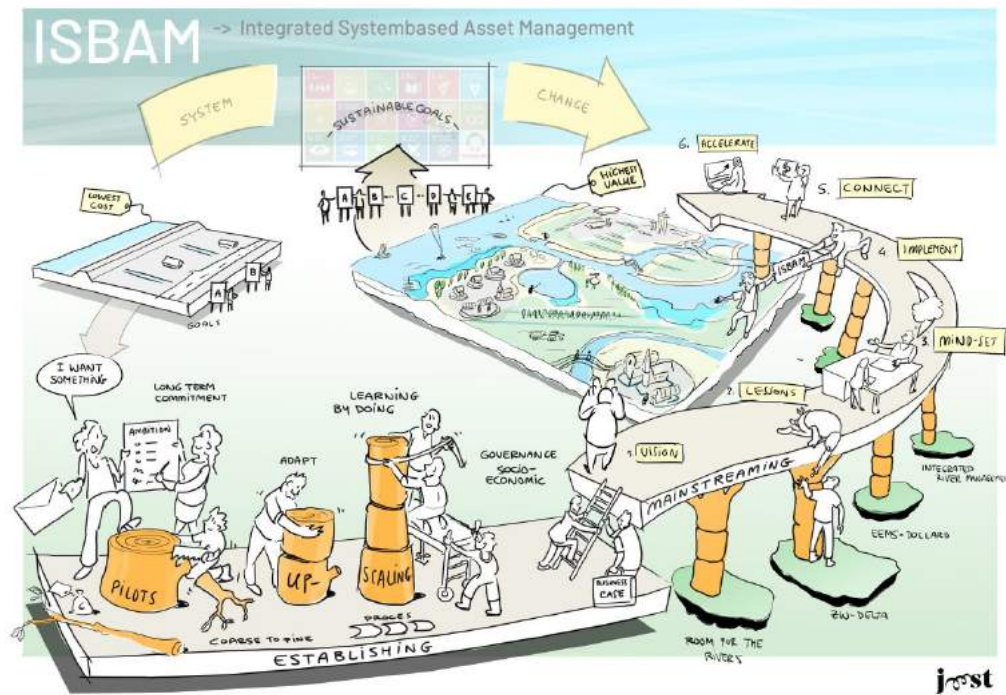 ISBAM -> Integrated Systembased Asset Management
SYSTEM
- SUSTAINABLE GOALS -
CHANGE
LOWEST
COST
HIGHEST
VALUE
A B C D E
A B
GOALS
6. ACCELERATE
5. CONNECT
4. IMPLEMENT
ISBAM
3. MIND-SET
2. LESSONS
1. VISION
MAINSTREAMING
I WANT
SOMETHING
LONG TERM
COMMITMENT
AMBITION
ADAPT
LEARNING
BY DOING
GOVERNANCE
SOCIO-
ECONOMIC
PILOTS
UP-
SCALING
BUSINESS
CASE
COARSE TO FINE
PROCES
ESTABLISHING
ROOM FOR THE
RIVERS
ZW-DELTA
EEMS-DOLLARD
INTEGRATED
joost